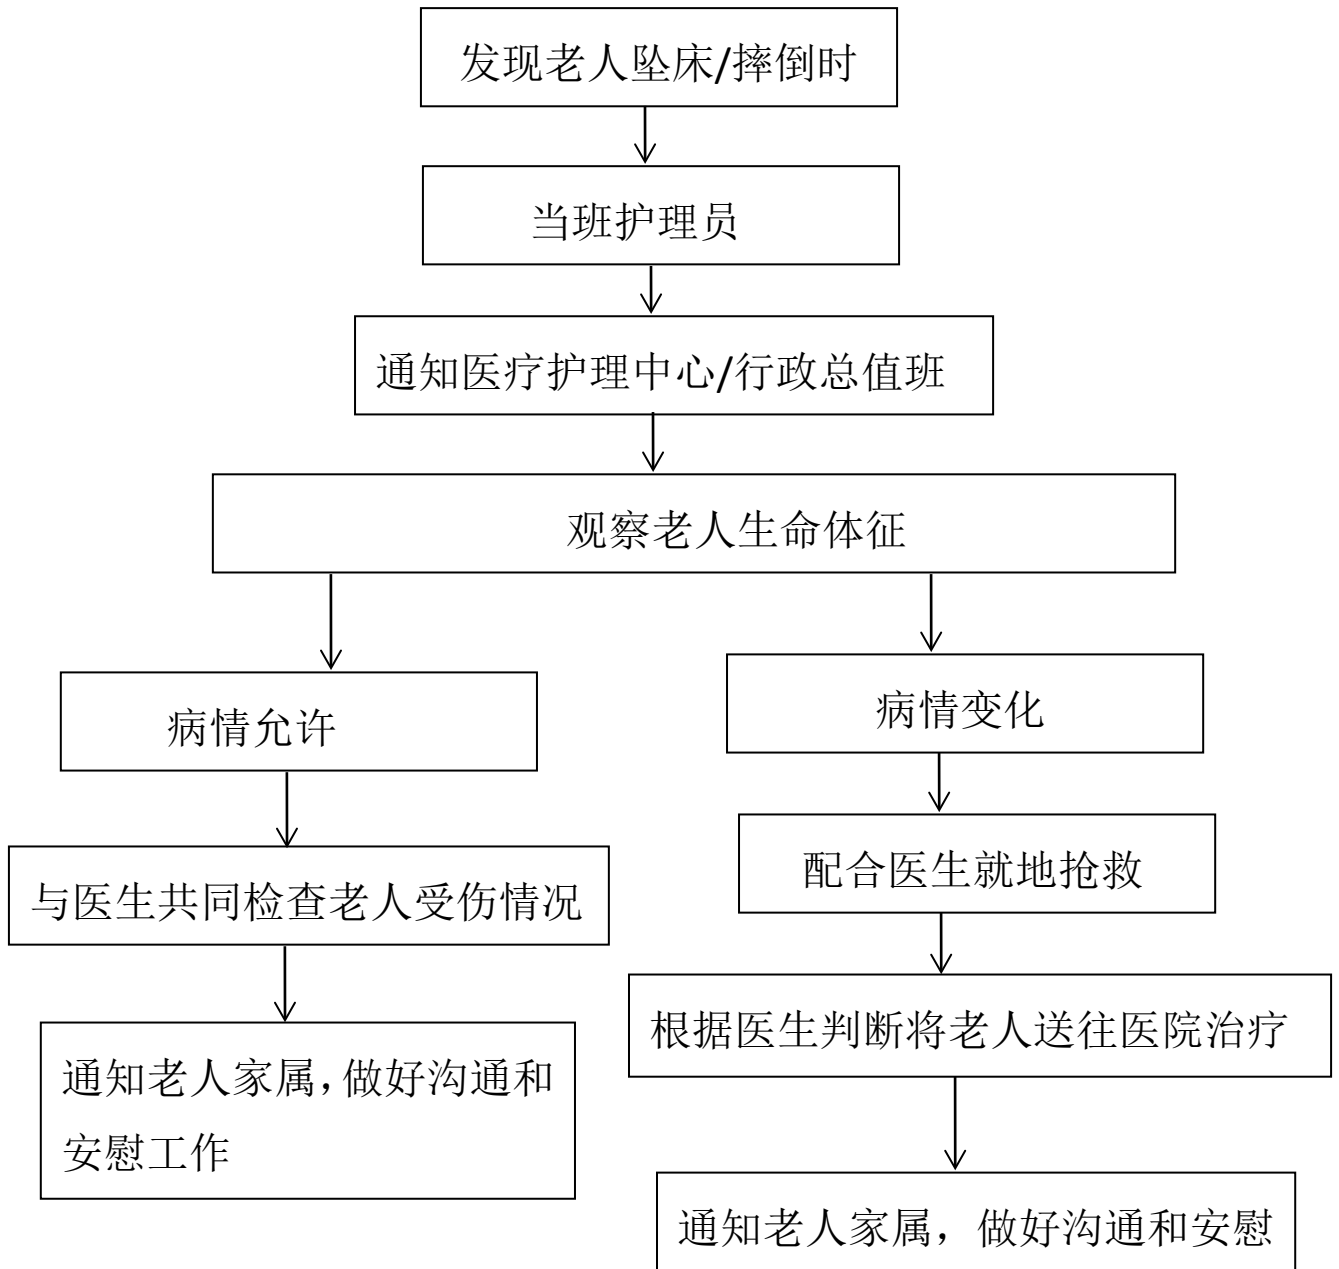 发现老人坠床/摔倒时
当班护理员
通知医疗护理中心/行政总值班
观察老人生命体征
病情允许
病情变化
与医生共同检查老人受伤情况
配合医生就地抢救
通知老人家属，做好沟通和
安慰工作
根据医生判断将老人送往医院治疗
通知老人家属，做好沟通和安慰